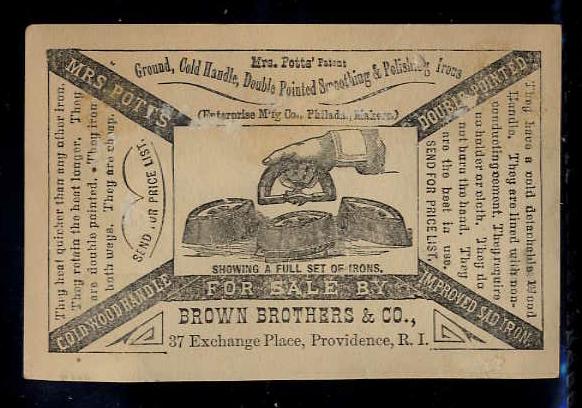 Mrs. Potts' Patent
Ground, Cold Handle, Double Pointed Smoothing & Polishing Irons
(Enterprise M'f'g Co., Philada., Makers.)
MRS. POTTS
DOUBLE POINTED
They heat quicker than any other iron.
They retain the heat longer. They
are double pointed. They iron
both ways. They are cheap.
SEND FOR PRICE LIST.
They have a cold detachable Wood
Handle. They are lined with non-
conducting cement. They require
no holder or cloth. They do
not burn the hand. They
are the best in use.
SEND FOR PRICE LIST.
SHOWING A FULL SET OF IRONS.
COLD WOOD HANDLE
IMPROVED SAD IRON.
FOR SALE BY
BROWN BROTHERS & CO.,
37 Exchange Place, Providence, R. I.